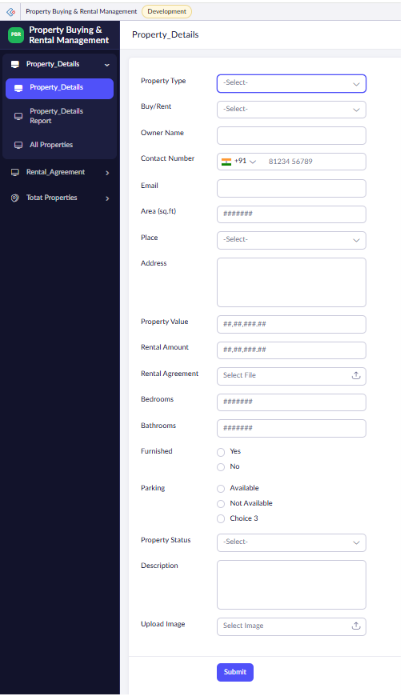 Property Buying & Rental Management Development
PBR Property Buying & Rental Management
Property_Details
Property_Details
Property_Details Report
All Properties
Rental_Agreement
Totat Properties
Property_Details
Property Type -Select-
Buy/Rent -Select-
Owner Name
Contact Number +91 81234 56789
Email
Area (sq.ft) #######
Place -Select-
Address
Property Value ##,##,###.##
Rental Amount ##,##,###.##
Rental Agreement Select File
Bedrooms #######
Bathrooms #######
Furnished Yes
No
Parking Available
Not Available
Choice 3
Property Status -Select-
Description
Upload Image Select Image
Submit